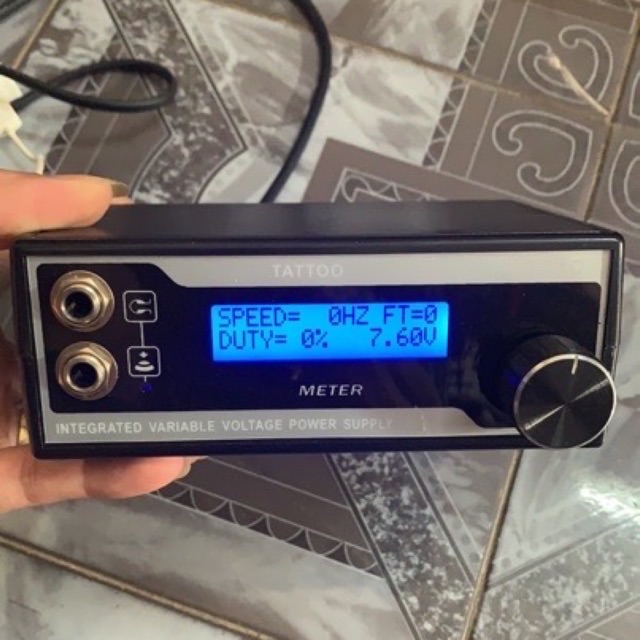 TATTOO
SPEED=  0HZ FT=0
DUTY= 0%   7.60V
METER
INTEGRATED VARIABLE VOLTAGE POWER SUPPLY